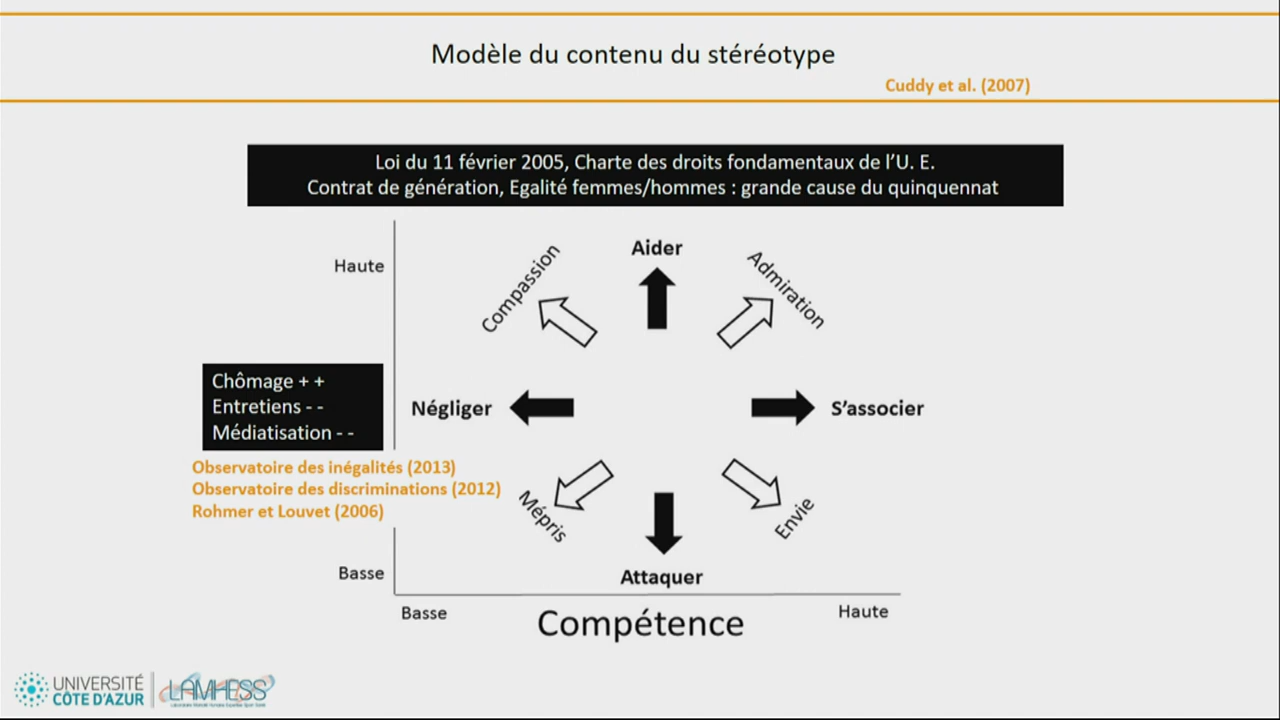 Modèle du contenu du stéréotype
Cuddy et al. (2007)
Loi du 11 février 2005, Charte des droits fondamentaux de l'U. E.
Contrat de génération, Egalité femmes/hommes : grande cause du quinquennat
Haute
Compassion
Aider
Admiration
Chômage + +
Entretiens - -
Médiatisation - -
Négliger
S'associer
Observatoire des inégalités (2013)
Observatoire des discriminations (2012)
Rohmer et Louvet (2006)
Mépris
Envie
Basse
Attaquer
Basse
Compétence
Haute
UNIVERSITÉ
CÔTE D'AZUR
LAMHESS